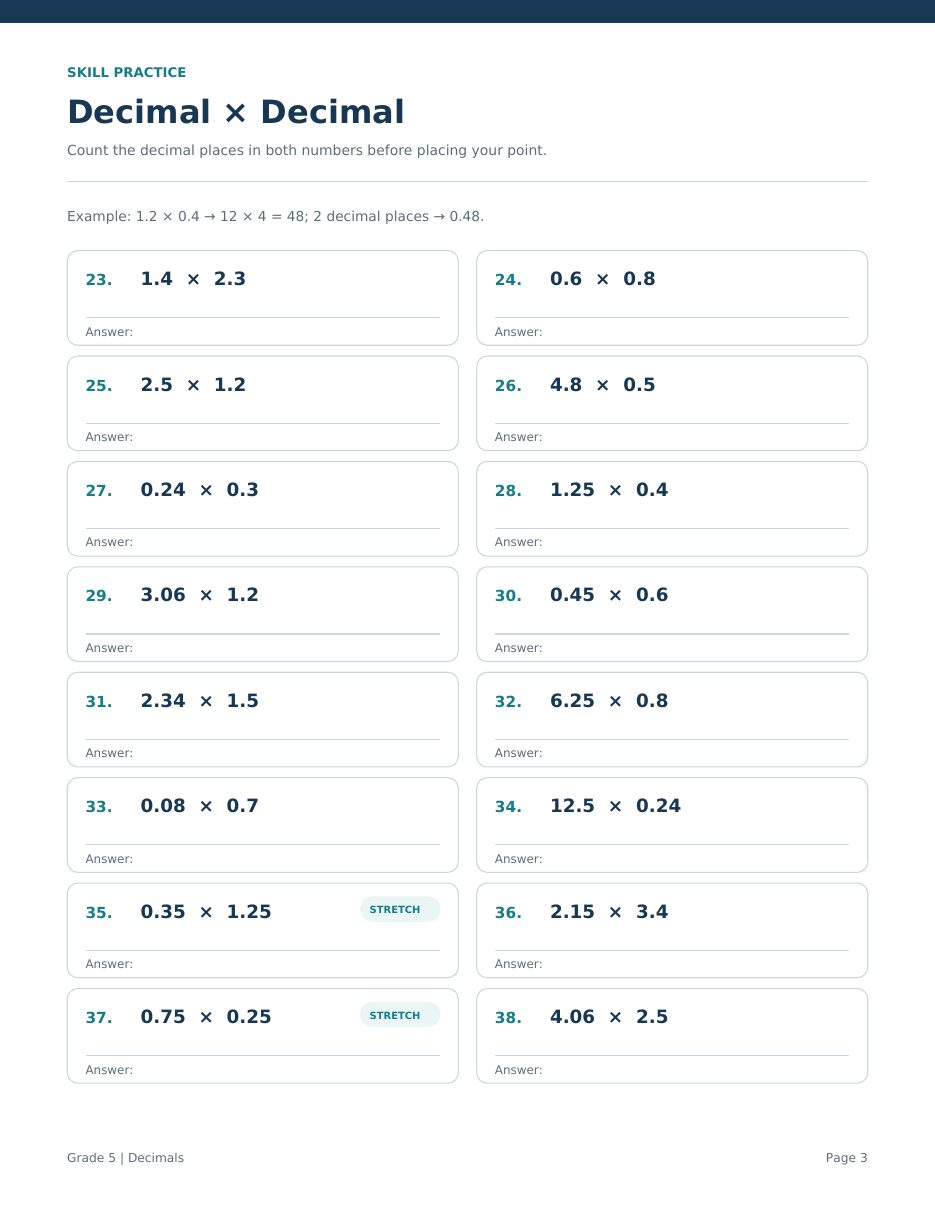 SKILL PRACTICE
Decimal × Decimal
Count the decimal places in both numbers before placing your point.
Example: 1.2 × 0.4 → 12 × 4 = 48; 2 decimal places → 0.48.
23. 1.4 × 2.3
Answer:
24. 0.6 × 0.8
Answer:
25. 2.5 × 1.2
Answer:
26. 4.8 × 0.5
Answer:
27. 0.24 × 0.3
Answer:
28. 1.25 × 0.4
Answer:
29. 3.06 × 1.2
Answer:
30. 0.45 × 0.6
Answer:
31. 2.34 × 1.5
Answer:
32. 6.25 × 0.8
Answer:
33. 0.08 × 0.7
Answer:
34. 12.5 × 0.24
Answer:
35. 0.35 × 1.25 STRETCH
Answer:
36. 2.15 × 3.4
Answer:
37. 0.75 × 0.25 STRETCH
Answer:
38. 4.06 × 2.5
Answer:
Grade 5 | Decimals
Page 3